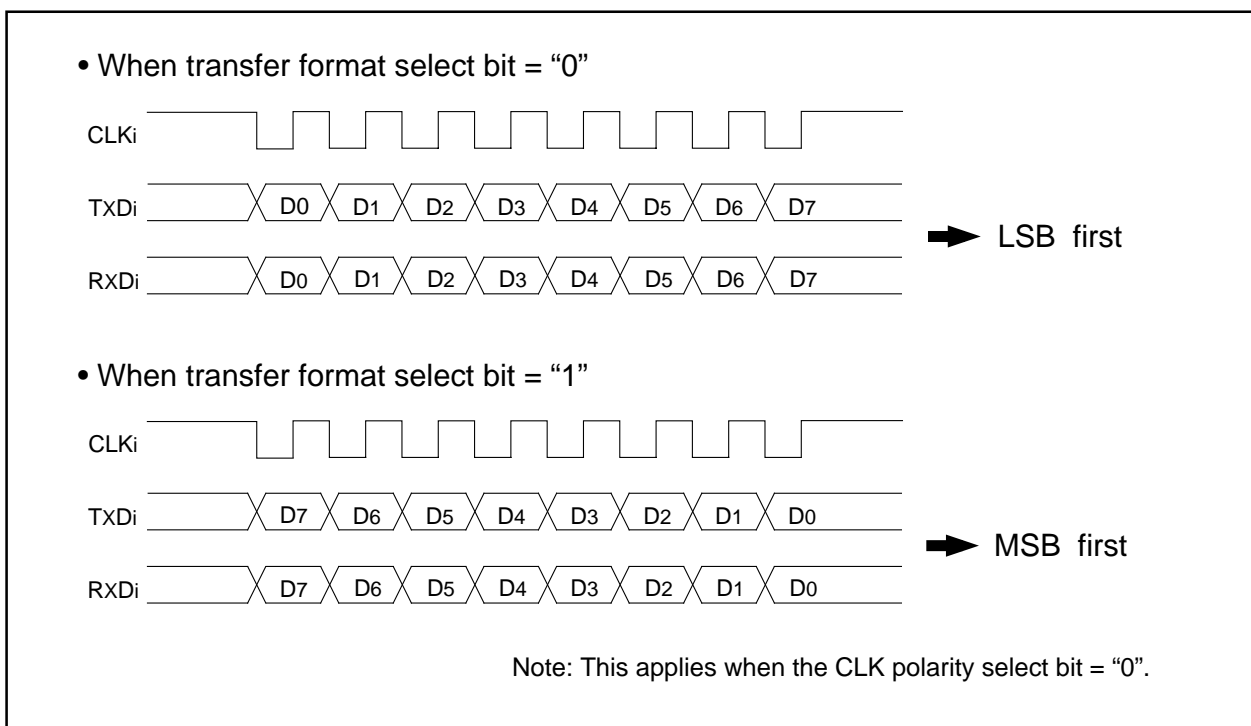 • When transfer format select bit = “0”
CLKi
TXDi D0 D1 D2 D3 D4 D5 D6 D7
LSB first
RXDi D0 D1 D2 D3 D4 D5 D6 D7
• When transfer format select bit = “1”
CLKi
TXDi D7 D6 D5 D4 D3 D2 D1 D0
MSB first
RXDi D7 D6 D5 D4 D3 D2 D1 D0
Note: This applies when the CLK polarity select bit = “0”.